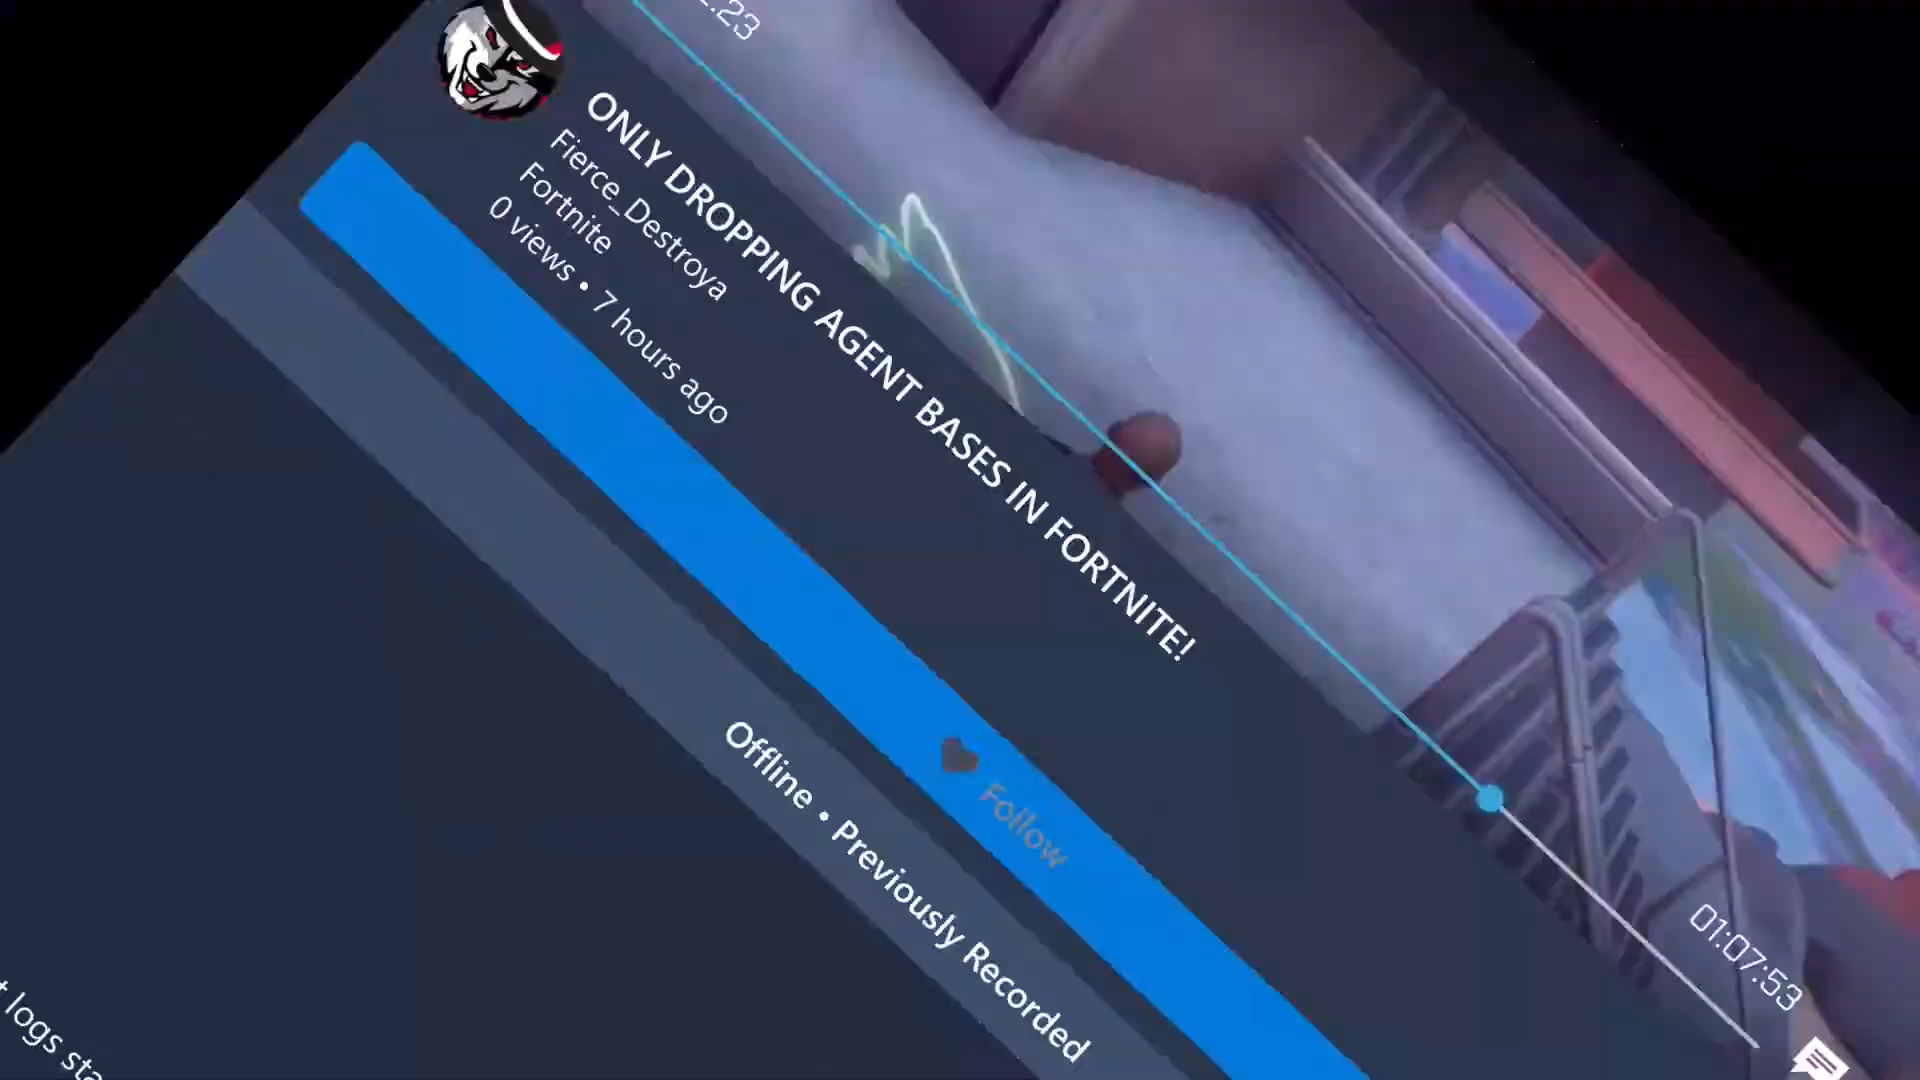 ONLY DROPPING AGENT BASES IN FORTNITE!
Fierce_Destroya
Fortnite
0 views • 7 hours ago
Follow
Offline • Previously Recorded
01:07:53
logs